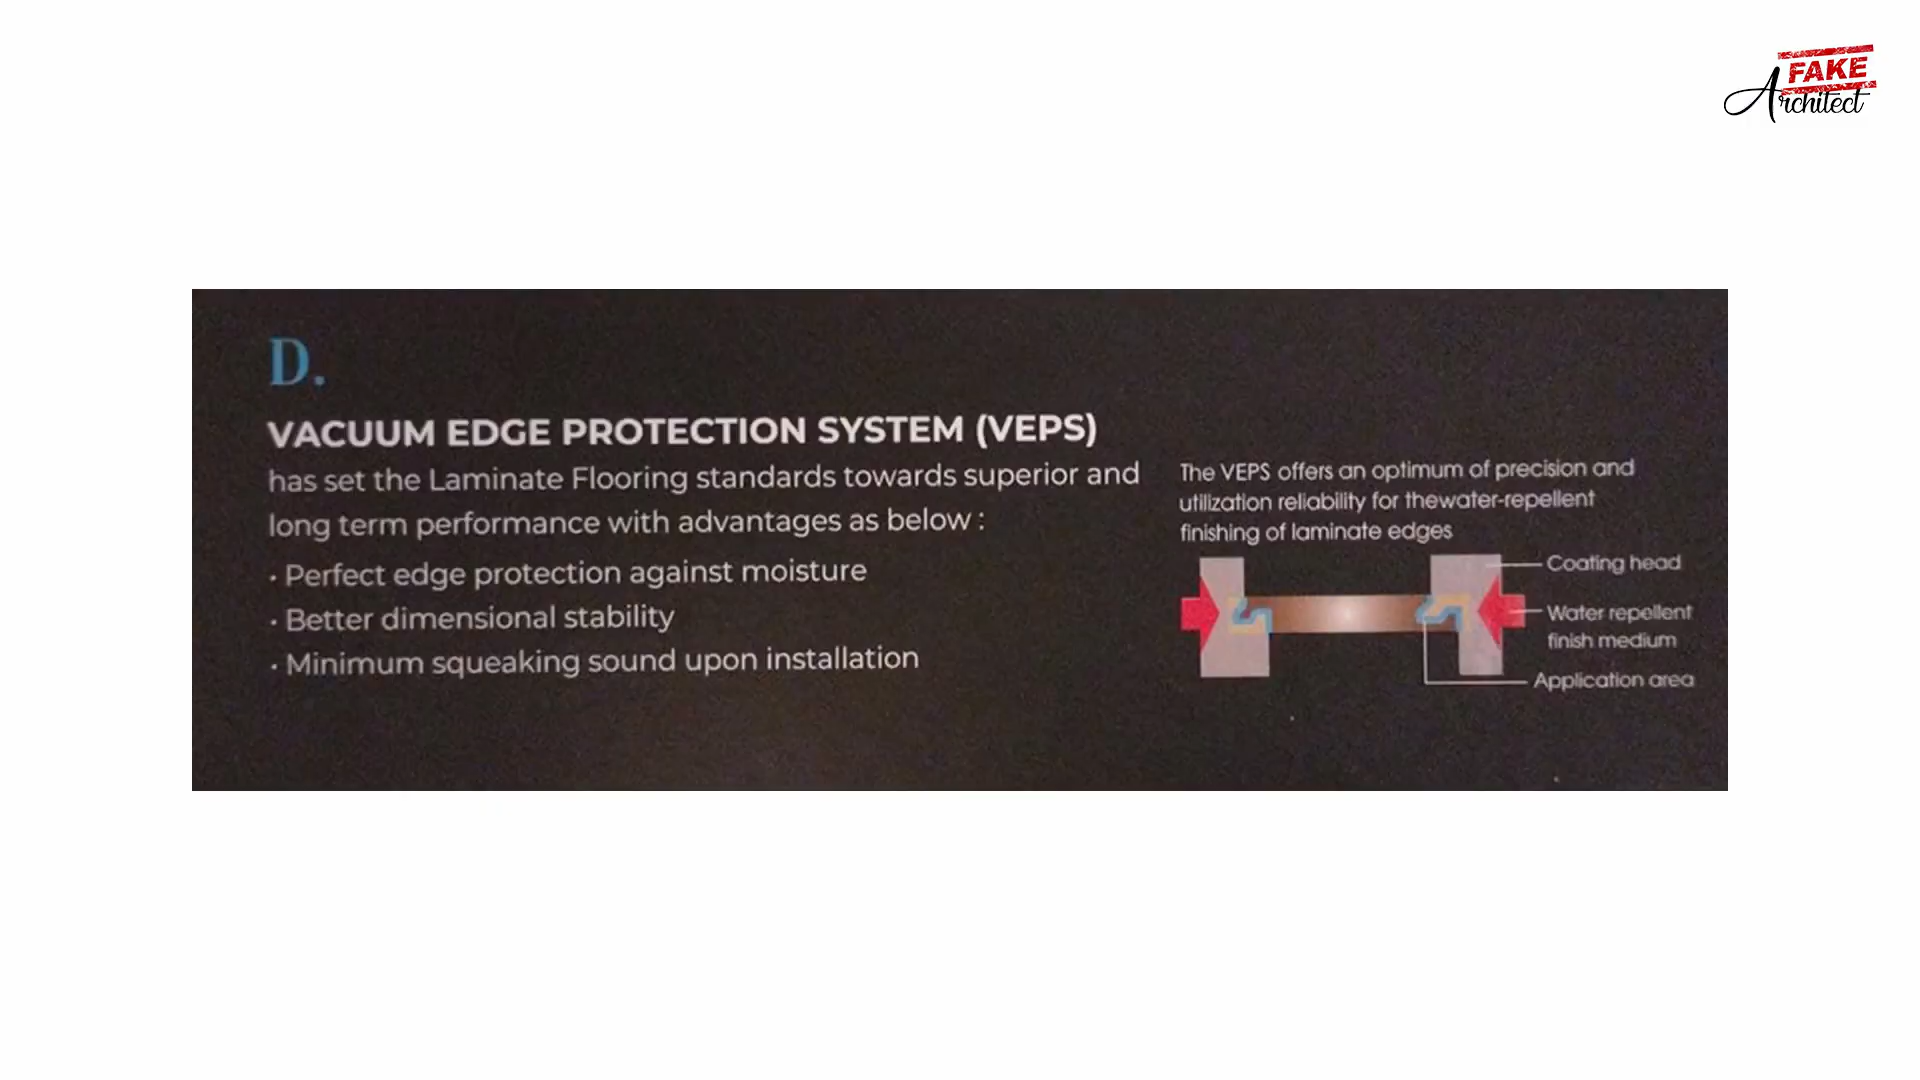 FAKE
Architect
D.
VACUUM EDGE PROTECTION SYSTEM (VEPS)
has set the Laminate Flooring standards towards superior and
long term performance with advantages as below :
• Perfect edge protection against moisture
• Better dimensional stability
• Minimum squeaking sound upon installation
The VEPS offers an optimum of precision and
utilization reliability for thewater-repellent
finishing of laminate edges
Coating head
Water repellent
finish medium
Application area